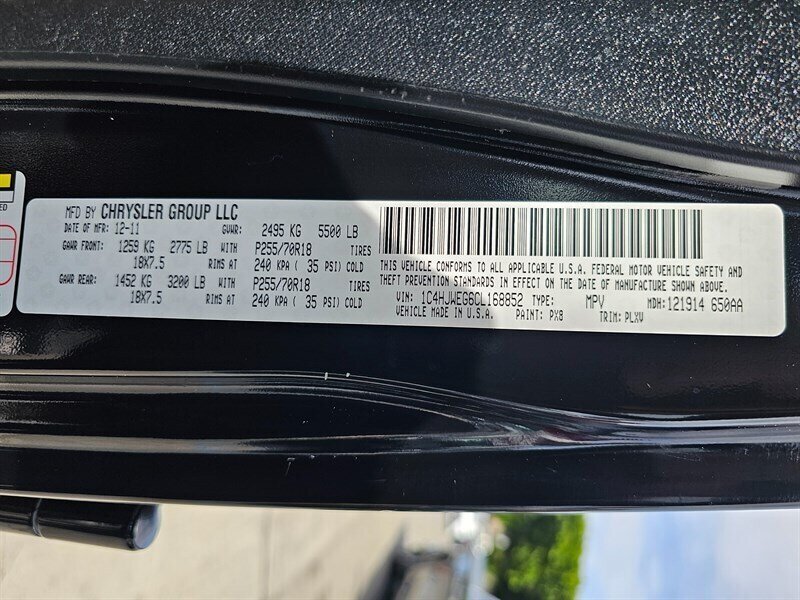 ED
MFD BY CHRYSLER GROUP LLC
DATE OF MFR: 12-11 GVWR: 2495 KG 5500 LB
GAWR FRONT: 1259 KG 2775 LB WITH P255/70R18 TIRES
18X7.5 RIMS AT 240 KPA ( 35 PSI) COLD
GAWR REAR: 1452 KG 3200 LB WITH P255/70R18 TIRES
18X7.5 RIMS AT 240 KPA ( 35 PSI) COLD
THIS VEHICLE CONFORMS TO ALL APPLICABLE U.S.A. FEDERAL MOTOR VEHICLE SAFETY AND
THEFT PREVENTION STANDARDS IN EFFECT ON THE DATE OF MANUFACTURE SHOWN ABOVE.
VIN: 1C4HJWEG6CL168852 TYPE: MPV MDH: 121914 650AA
VEHICLE MADE IN U.S.A. PAINT: PX8 TRIM: PLXV